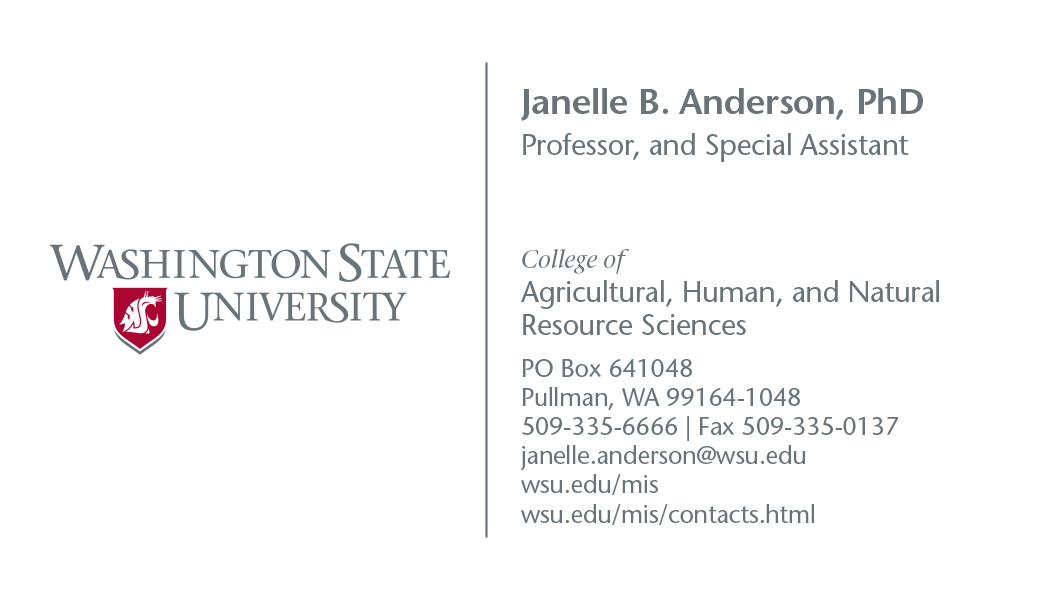 WASHINGTON STATE
UNIVERSITY
Janelle B. Anderson, PhD
Professor, and Special Assistant
College of
Agricultural, Human, and Natural
Resource Sciences
PO Box 641048
Pullman, WA 99164-1048
509-335-6666 | Fax 509-335-0137
janelle.anderson@wsu.edu
wsu.edu/mis
wsu.edu/mis/contacts.html